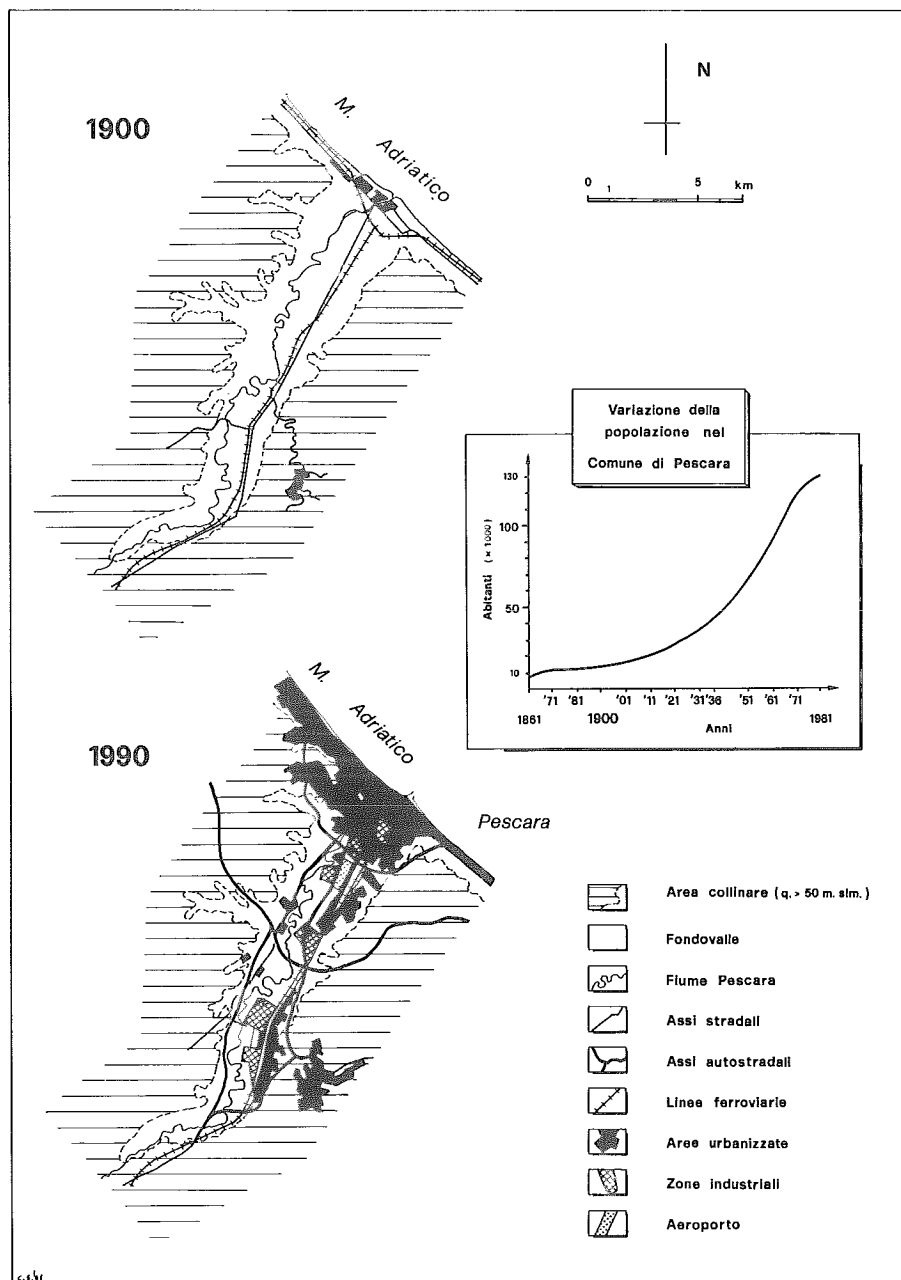 1900
M. Adriatico
N
0 1 5 km
Variazione della
popolazione nel
Comune di Pescara
Abitanti (× 1000)
130
100
50
10
'71 '81 '01 '11 '21 '31 '36 '51 '61 '71
1861 1900 1981
Anni
1990
M. Adriatico
Pescara
Area collinare (q. > 50 m. slm.)
Fondovalle
Fiume Pescara
Assi stradali
Assi autostradali
Linee ferroviarie
Aree urbanizzate
Zone industriali
Aeroporto